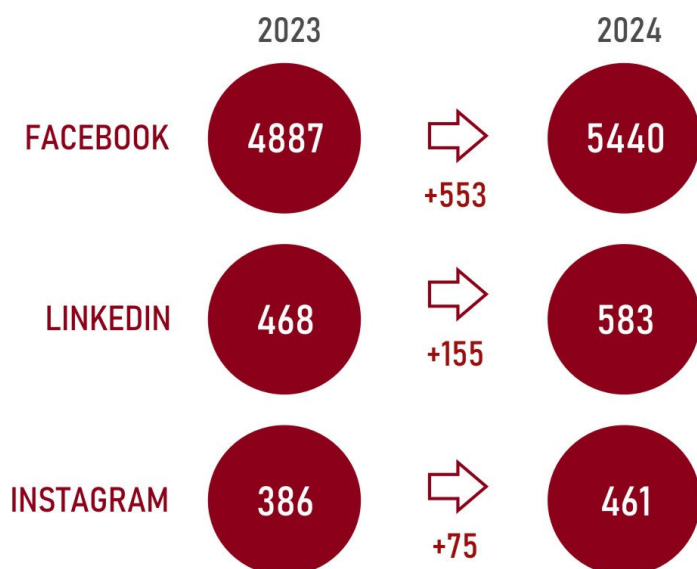 2023 2024
FACEBOOK 4887 5440
+553
LINKEDIN 468 583
+155
INSTAGRAM 386 461
+75